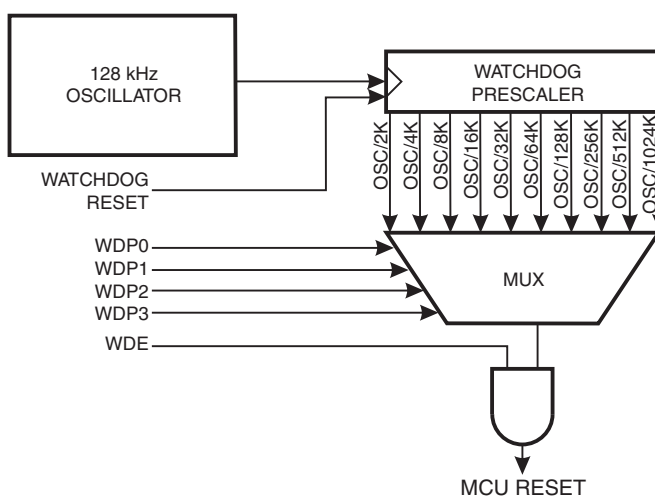 128 kHz
OSCILLATOR
WATCHDOG
PRESCALER
OSC/2K
OSC/4K
OSC/8K
OSC/16K
OSC/32K
OSC/64K
OSC/128K
OSC/256K
OSC/512K
OSC/1024K
WATCHDOG
RESET
WDP0
WDP1
WDP2
WDP3
WDE
MUX
MCU RESET